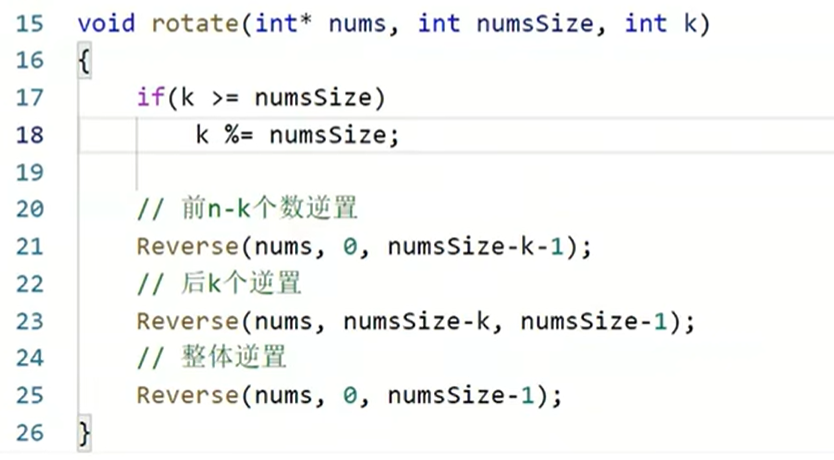 15 void rotate(int* nums, int numsSize, int k)
16 {
17     if(k >= numsSize)
18         k %= numsSize;
19
20     // 前n-k个数逆置
21     Reverse(nums, 0, numsSize-k-1);
22     // 后k个逆置
23     Reverse(nums, numsSize-k, numsSize-1);
24     // 整体逆置
25     Reverse(nums, 0, numsSize-1);
26 }